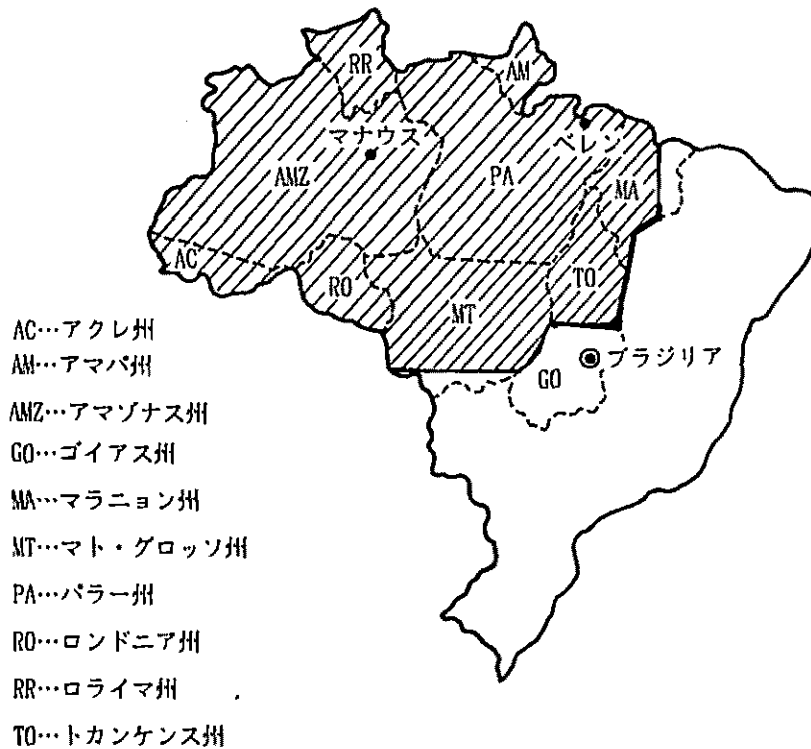 RR
AM
マナウス
ベレン
AMZ
PA
MA
AC
RO
TO
MT
GO
ブラジリア
AC…アクレ州
AM…アマパ州
AMZ…アマゾナス州
GO…ゴイアス州
MA…マラニョン州
MT…マト・グロッソ州
PA…パラー州
RO…ロンドニア州
RR…ロライマ州
TO…トカンケンス州